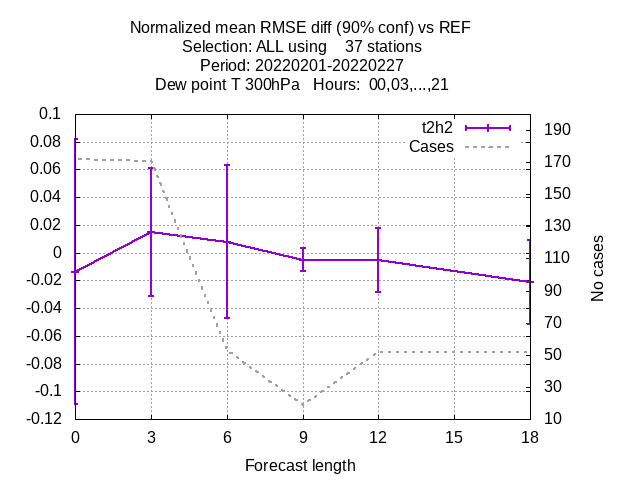 Normalized mean RMSE diff (90% conf) vs REF
Selection: ALL using    37 stations
Period: 20220201-20220227
Dew point T 300hPa   Hours:  00,03,...,21
t2h2
Cases
0.1
0.08
0.06
0.04
0.02
0
-0.02
-0.04
-0.06
-0.08
-0.1
-0.12
190
170
150
130
110
90
70
50
30
10
No cases
0 3 6 9 12 15 18
Forecast length